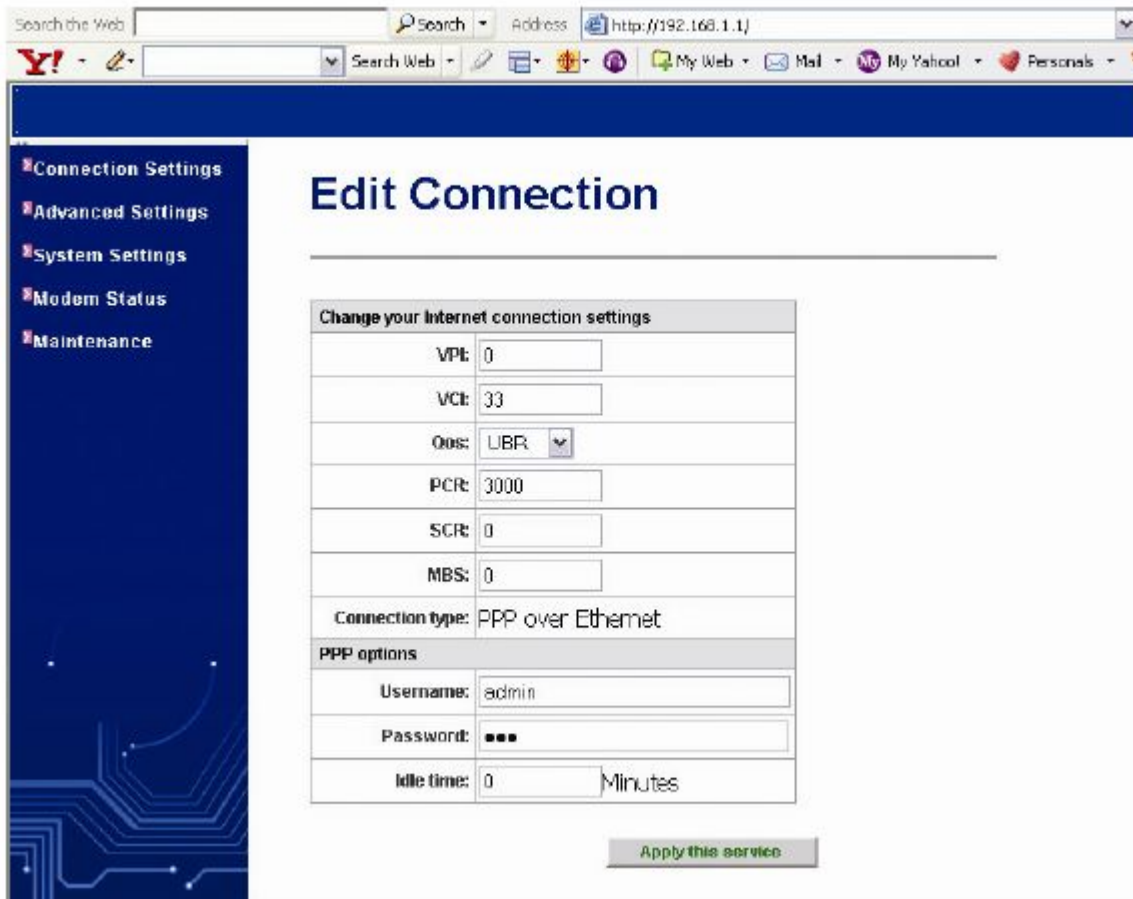 Search the Web Search Address http://192.168.1.1/
Y! Search Web My Web Mail My Yahoo! Personals
Connection Settings
Advanced Settings
System Settings
Modem Status
Maintenance
Edit Connection
Change your Internet connection settings
VPI: 0
VCI: 33
Qos: UBR
PCR: 3000
SCR: 0
MBS: 0
Connection type: PPP over Ethernet
PPP options
Username: admin
Password: •••
Idle time: 0 Minutes
Apply this service